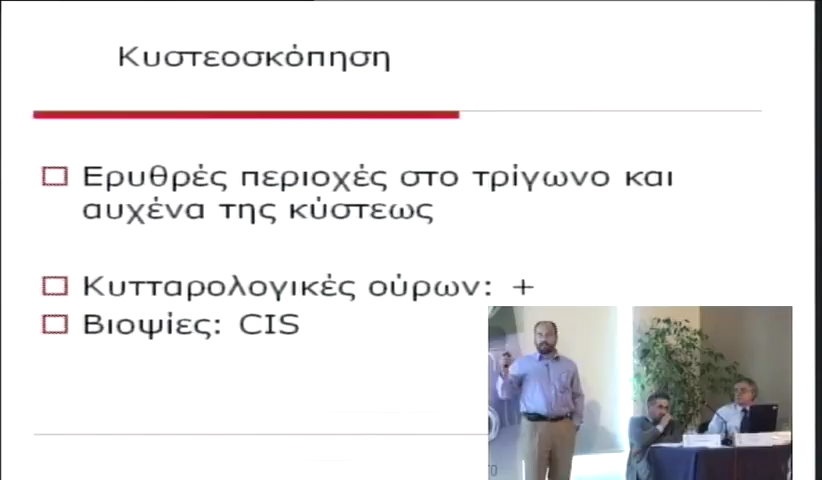 Κυστεοσκόπηση
Ερυθρές περιοχές στο τρίγωνο και
αυχένα της κύστεως
Κυτταρολογικές ούρων: +
Βιοψίες: CIS